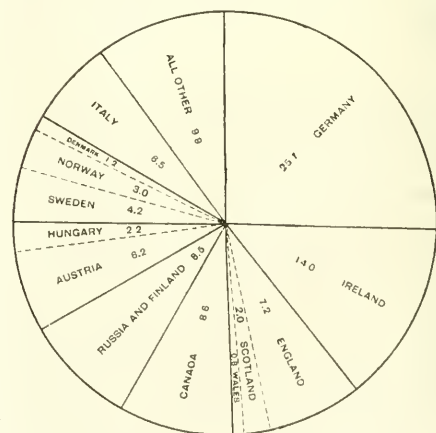 GERMANY
25.1
IRELAND
14.0
ENGLAND
7.2
SCOTLAND
2.0
0.8 WALES
CANADA
8.6
RUSSIA AND FINLAND 8.5
AUSTRIA 6.2
HUNGARY 2.2
SWEDEN 4.2
NORWAY 3.0
DENMARK
ITALY 6.5
ALL OTHER 9.9